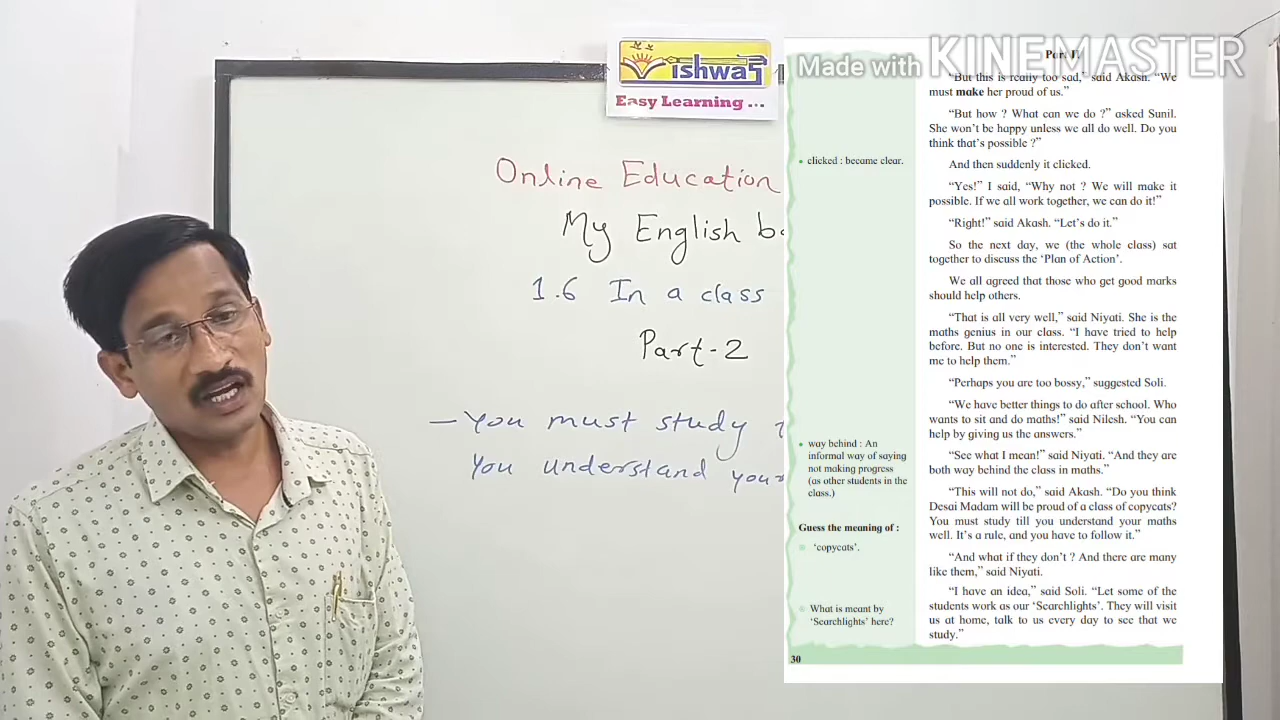 ishwas
Easy Learning ...
Online Education
My English b
1.6 In a class
Part-2
- You must study
You understand your
Made with KINEMASTER
Part II
“But this is really too sad,” said Akash. “We
must make her proud of us.”
“But how ? What can we do ?” asked Sunil.
She won’t be happy unless we all do well. Do you
think that’s possible ?”
• clicked : became clear.
And then suddenly it clicked.
“Yes!” I said, “Why not ? We will make it
possible. If we all work together, we can do it!”
“Right!” said Akash. “Let’s do it.”
So the next day, we (the whole class) sat
together to discuss the ‘Plan of Action’.
We all agreed that those who get good marks
should help others.
“That is all very well,” said Niyati. She is the
maths genius in our class. “I have tried to help
before. But no one is interested. They don’t want
me to help them.”
“Perhaps you are too bossy,” suggested Soli.
“We have better things to do after school. Who
wants to sit and do maths!” said Nilesh. “You can
help by giving us the answers.”
• way behind : An
informal way of saying
not making progress
(as other students in the
class.)
“See what I mean!” said Niyati. “And they are
both way behind the class in maths.”
“This will not do,” said Akash. “Do you think
Desai Madam will be proud of a class of copycats?
You must study till you understand your maths
well. It’s a rule, and you have to follow it.”
Guess the meaning of :
‘copycats’.
“And what if they don’t ? And there are many
like them,” said Niyati.
“I have an idea,” said Soli. “Let some of the
students work as our ‘Searchlights’. They will visit
us at home, talk to us every day to see that we
study.”
What is meant by
‘Searchlights’ here?
30